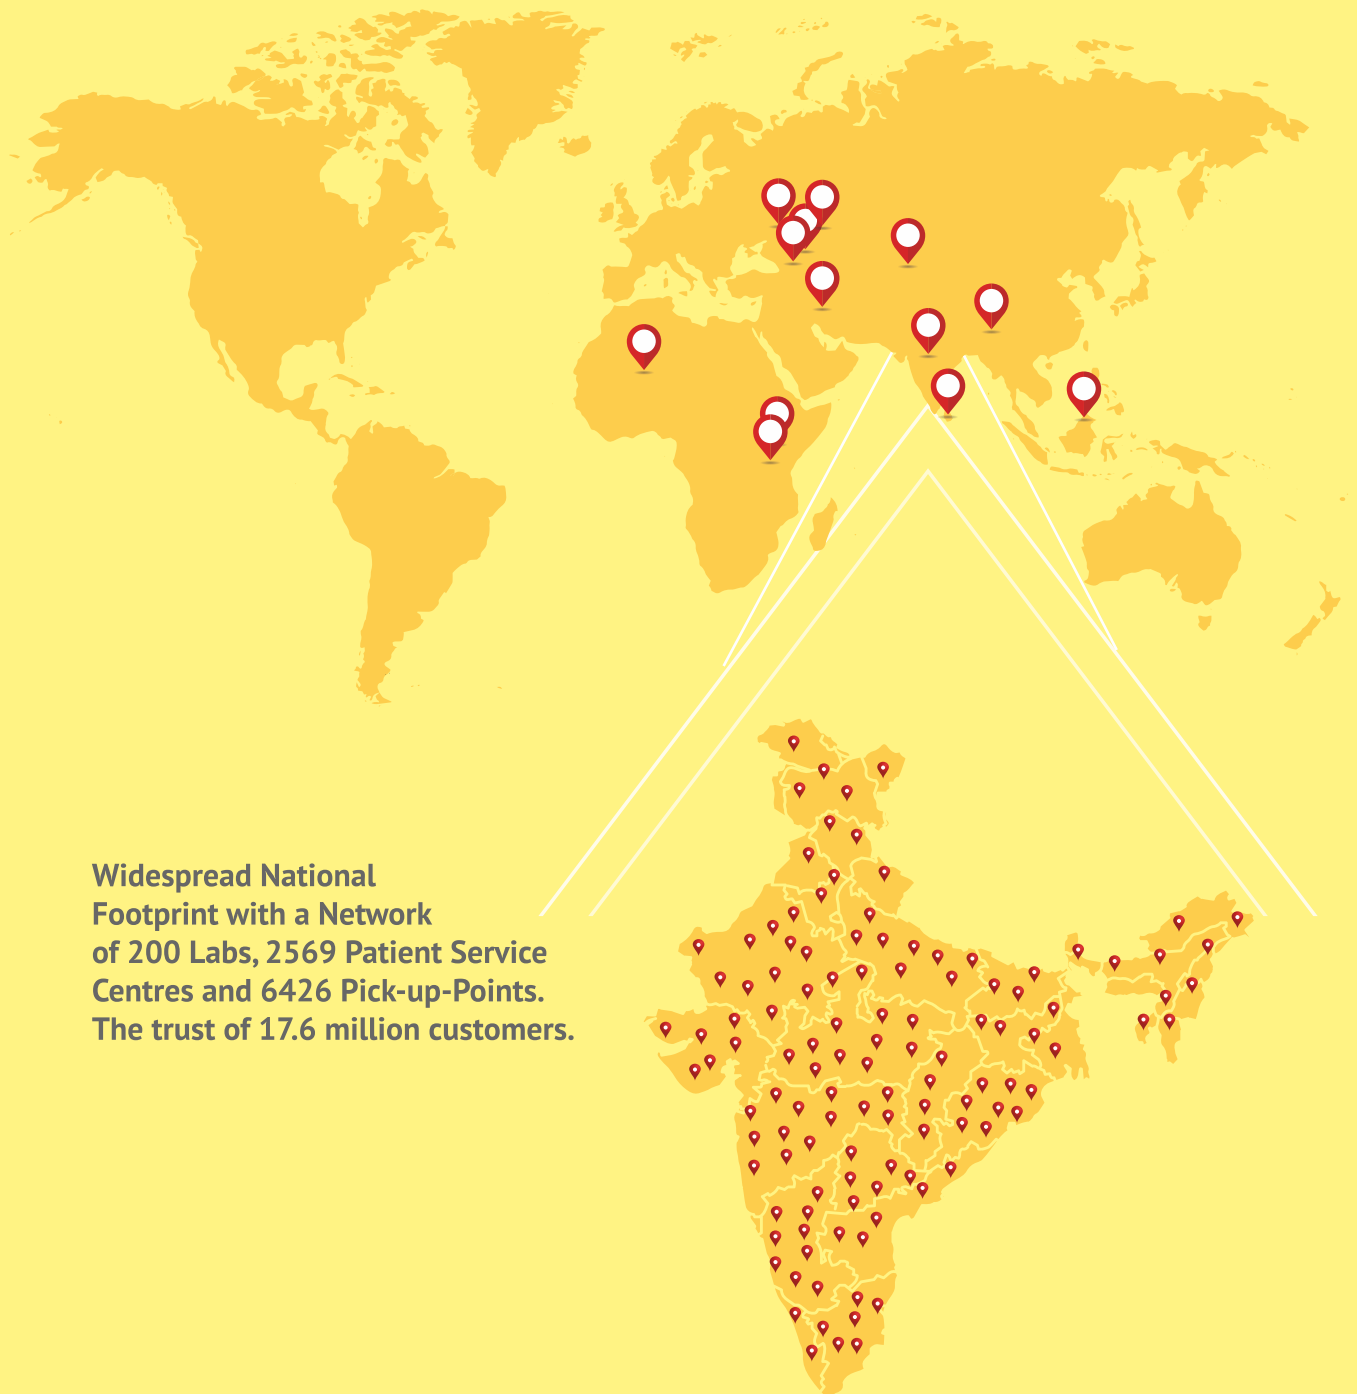 Widespread National
Footprint with a Network
of 200 Labs, 2569 Patient Service
Centres and 6426 Pick-up-Points.
The trust of 17.6 million customers.